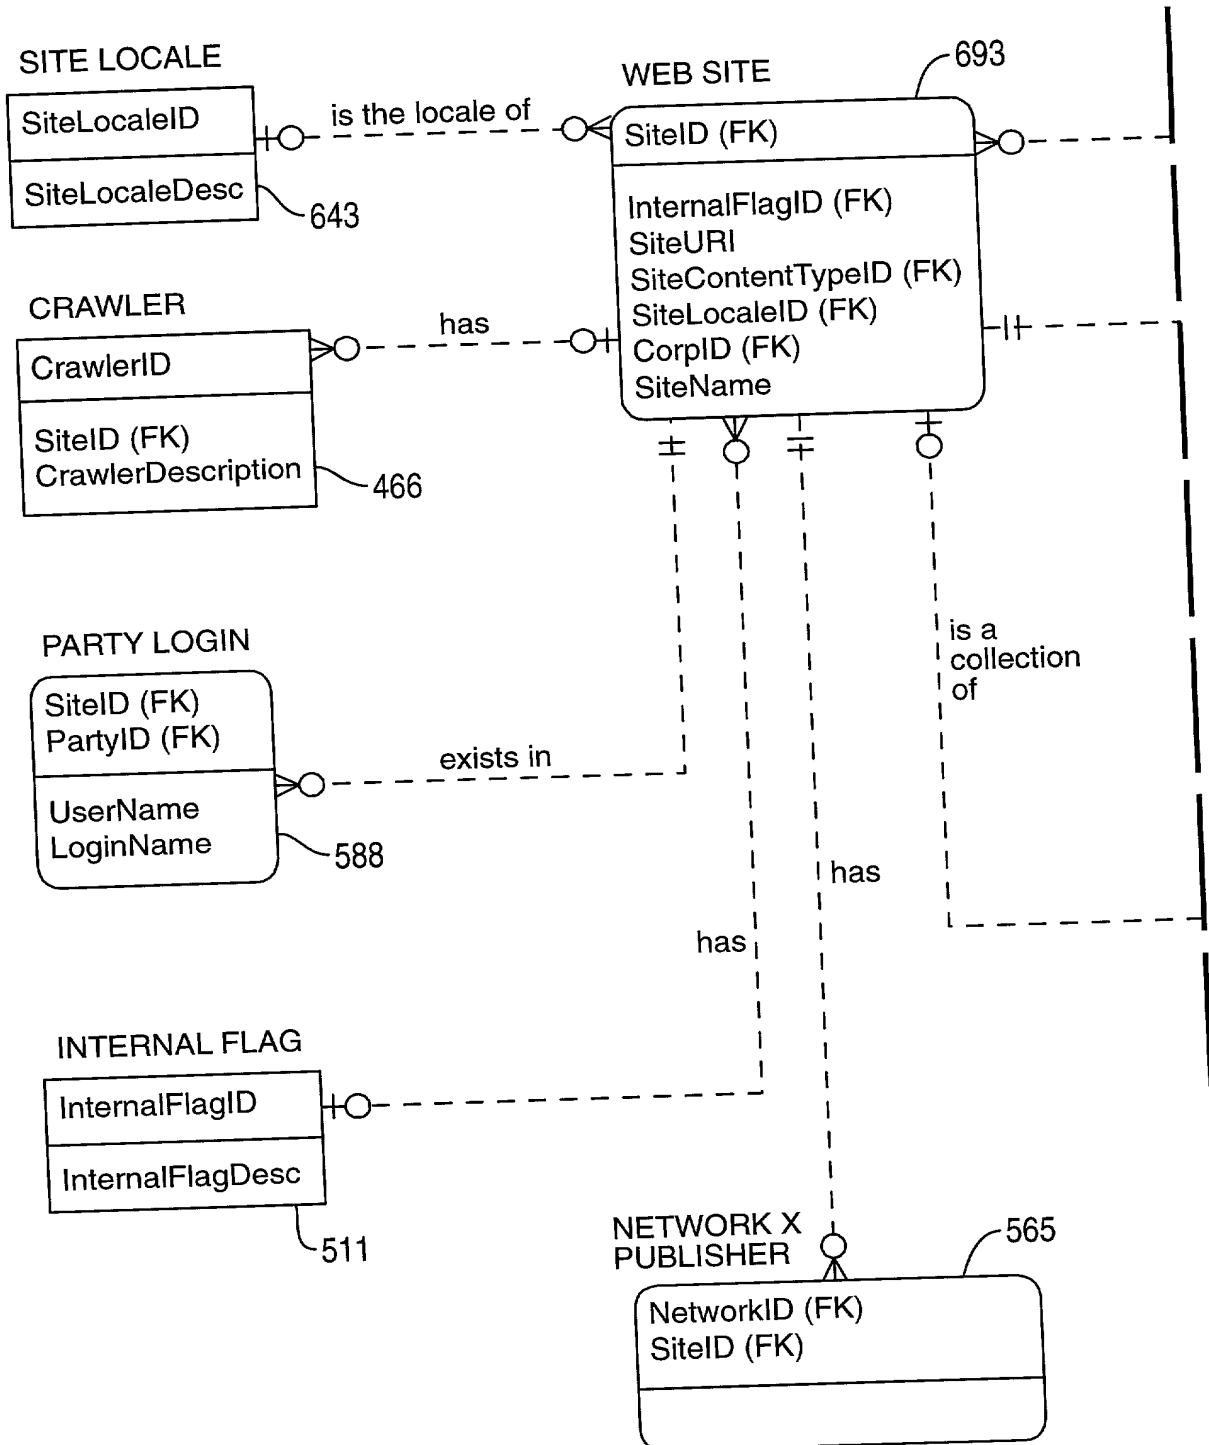 SITE LOCALE
SiteLocaleID
SiteLocaleDesc
643
is the locale of
WEB SITE
693
SiteID (FK)
InternalFlagID (FK)
SiteURI
SiteContentTypeID (FK)
SiteLocaleID (FK)
CorpID (FK)
SiteName
CRAWLER
CrawlerID
SiteID (FK)
CrawlerDescription
466
has
PARTY LOGIN
SiteID (FK)
PartyID (FK)
UserName
LoginName
588
exists in
is a
collection
of
has
has
INTERNAL FLAG
InternalFlagID
InternalFlagDesc
511
NETWORK X
PUBLISHER
565
NetworkID (FK)
SiteID (FK)